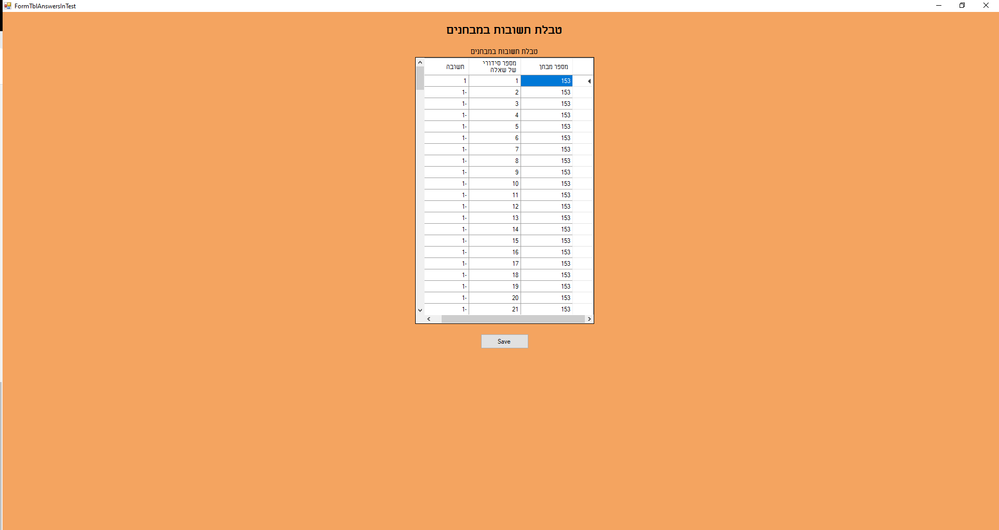 FormTblAnswersInTest
טבלת תשובות במבחנים
טבלת תשובות במבחנים
מספר מבחן מספר סידורי של שאלה תשובה
153 1 1
153 2 -1
153 3 -1
153 4 -1
153 5 -1
153 6 -1
153 7 -1
153 8 -1
153 9 -1
153 10 -1
153 11 -1
153 12 -1
153 13 -1
153 14 -1
153 15 -1
153 16 -1
153 17 -1
153 18 -1
153 19 -1
153 20 -1
153 21 -1
Save